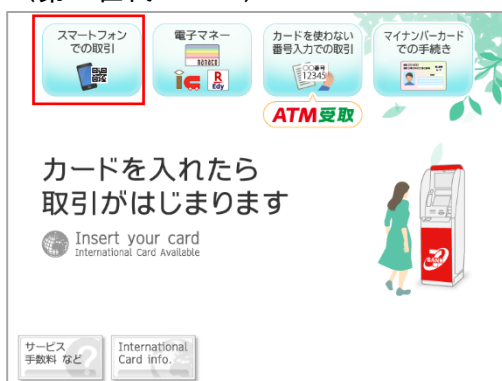 スマートフォン
での取引
電子マネー
nanaco
R
Edy
カードを使わない
番号入力での取引
○○番号
12345
ATM受取
マイナンバーカード
での手続き
カードを入れたら
取引がはじまります
Insert your card
International Card Available
BANK
サービス
手数料 など
International
Card info.